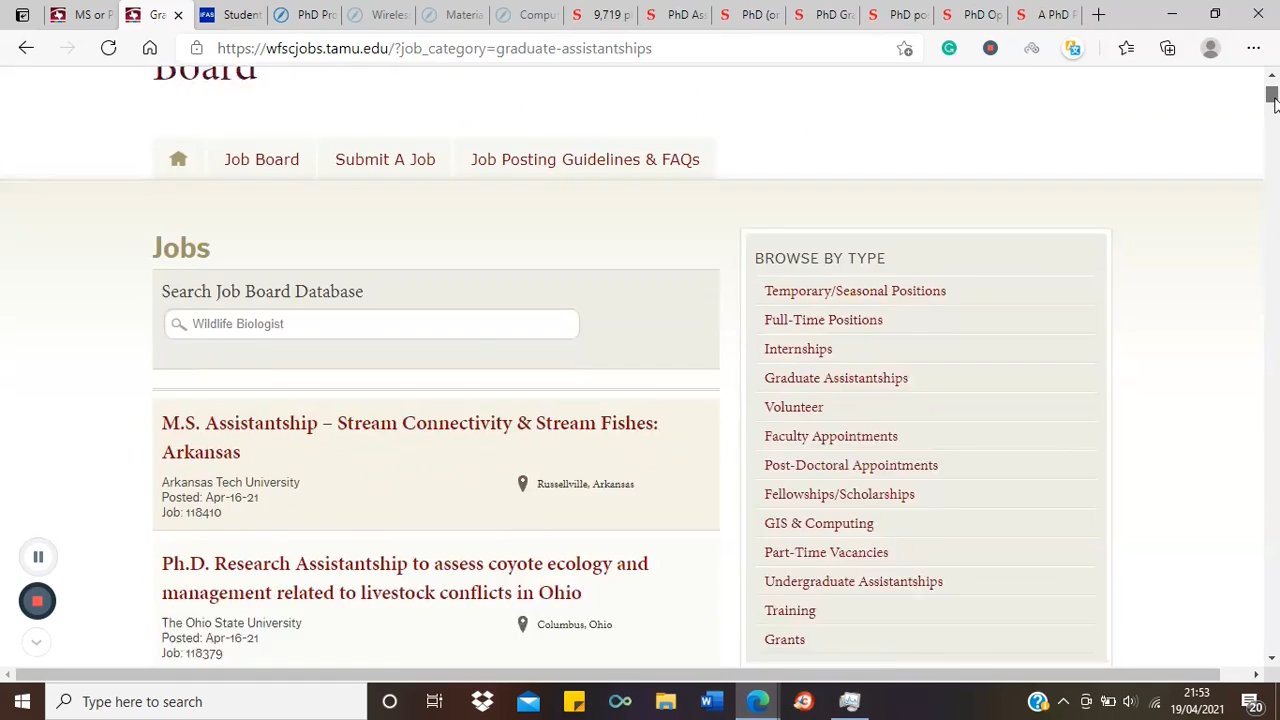 MS or P
Gra
IFAS
Student
PhD Pro
Wireles
Materia
Compu
9,719 p
PhD As
PhD for
PhD Gra
PhD po
PhD Op
A PhD P
https://wfscjobs.tamu.edu/?job_category=graduate-assistantships
Board
Job Board
Submit A Job
Job Posting Guidelines & FAQs
Jobs
Search Job Board Database
Wildlife Biologist
M.S. Assistantship – Stream Connectivity & Stream Fishes:
Arkansas
Arkansas Tech University
Russellville, Arkansas
Posted: Apr-16-21
Job: 118410
Ph.D. Research Assistantship to assess coyote ecology and
management related to livestock conflicts in Ohio
The Ohio State University
Columbus, Ohio
Posted: Apr-16-21
Job: 118379
BROWSE BY TYPE
Temporary/Seasonal Positions
Full-Time Positions
Internships
Graduate Assistantships
Volunteer
Faculty Appointments
Post-Doctoral Appointments
Fellowships/Scholarships
GIS & Computing
Part-Time Vacancies
Undergraduate Assistantships
Training
Grants
Type here to search
21:53
19/04/2021
20